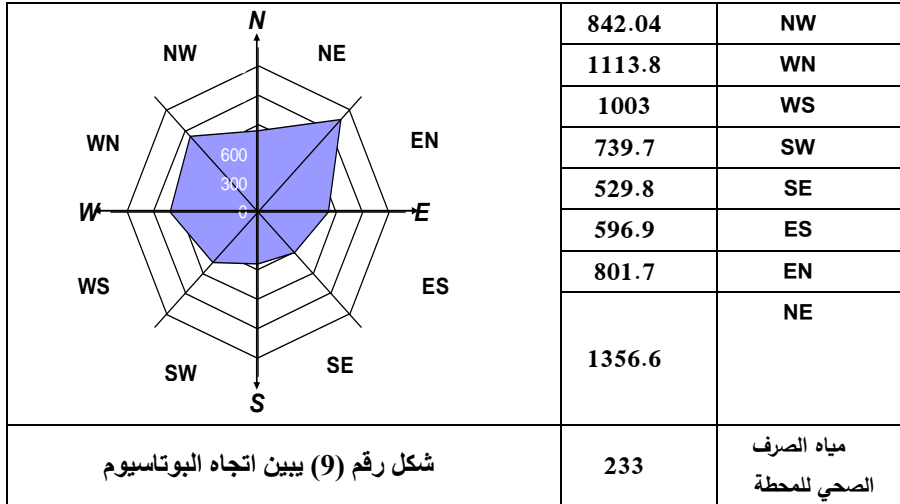 N
NW
NE
WN
EN
600
300
0
W
E
WS
ES
SW
SE
S
842.04 NW
1113.8 WN
1003 WS
739.7 SW
529.8 SE
596.9 ES
801.7 EN
1356.6 NE
شكل رقم (9) يبين اتجاه البوتاسيوم
233
مياه الصرف
الصحي للمحطة